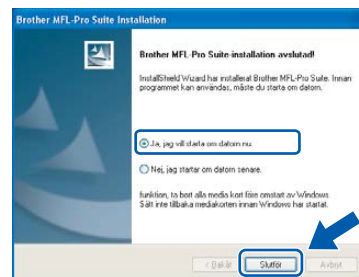 Brother MFL-Pro Suite Installation
Brother MFL-Pro Suite-installation avslutad!
InstallShield Wizard har installerat Brother MFL-Pro Suite. Innan
programmet kan användas, måste du starta om datorn.
Ja, jag vill starta om datorn nu.
Nej, jag startar om datorn senare.
funktion, ta bort alla media kort före omstart av Windows.
Sätt inte tillbaka mediakorten innan Windows har startat.
< Bakåt
Slutför
Avbryt